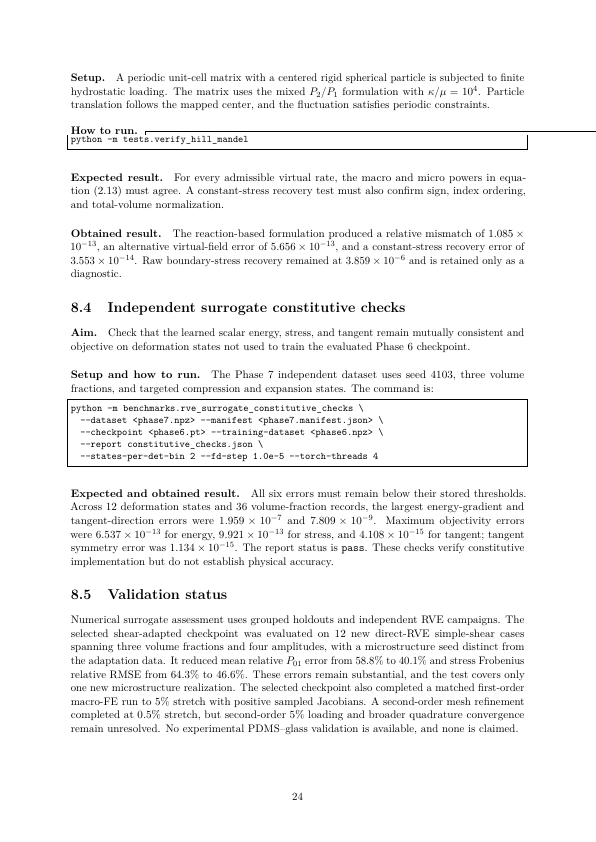 Setup. A periodic unit-cell matrix with a centered rigid spherical particle is subjected to finite
hydrostatic loading. The matrix uses the mixed P₂/P₁ formulation with κ/μ = 10⁴. Particle
translation follows the mapped center, and the fluctuation satisfies periodic constraints.
How to run.
python -m tests.verify_hill_mandel
Expected result. For every admissible virtual rate, the macro and micro powers in equa-
tion (2.13) must agree. A constant-stress recovery test must also confirm sign, index ordering,
and total-volume normalization.
Obtained result. The reaction-based formulation produced a relative mismatch of 1.085 ×
10⁻¹³, an alternative virtual-field error of 5.656 × 10⁻¹³, and a constant-stress recovery error of
3.553 × 10⁻¹⁴. Raw boundary-stress recovery remained at 3.859 × 10⁻⁶ and is retained only as a
diagnostic.
8.4 Independent surrogate constitutive checks
Aim. Check that the learned scalar energy, stress, and tangent remain mutually consistent and
objective on deformation states not used to train the evaluated Phase 6 checkpoint.
Setup and how to run. The Phase 7 independent dataset uses seed 4103, three volume
fractions, and targeted compression and expansion states. The command is:
python -m benchmarks.rve_surrogate_constitutive_checks \
--dataset <phase7.npz> --manifest <phase7.manifest.json> \
--checkpoint <phase6.pt> --training-dataset <phase6.npz> \
--report constitutive_checks.json \
--states-per-det-bin 2 --fd-step 1.0e-5 --torch-threads 4
Expected and obtained result. All six errors must remain below their stored thresholds.
Across 12 deformation states and 36 volume-fraction records, the largest energy-gradient and
tangent-direction errors were 1.959 × 10⁻⁷ and 7.809 × 10⁻⁹. Maximum objectivity errors
were 6.537 × 10⁻¹³ for energy, 9.921 × 10⁻¹³ for stress, and 4.108 × 10⁻¹⁵ for tangent; tangent
symmetry error was 1.134 × 10⁻¹⁵. The report status is pass. These checks verify constitutive
implementation but do not establish physical accuracy.
8.5 Validation status
Numerical surrogate assessment uses grouped holdouts and independent RVE campaigns. The
selected shear-adapted checkpoint was evaluated on 12 new direct-RVE simple-shear cases
spanning three volume fractions and four amplitudes, with a microstructure seed distinct from
the adaptation data. It reduced mean relative P₀₁ error from 58.8% to 40.1% and stress Frobenius
relative RMSE from 64.3% to 46.6%. These errors remain substantial, and the test covers only
one new microstructure realization. The selected checkpoint also completed a matched first-order
macro-FE run to 5% stretch with positive sampled Jacobians. A second-order mesh refinement
completed at 0.5% stretch, but second-order 5% loading and broader quadrature convergence
remain unresolved. No experimental PDMS–glass validation is available, and none is claimed.
24